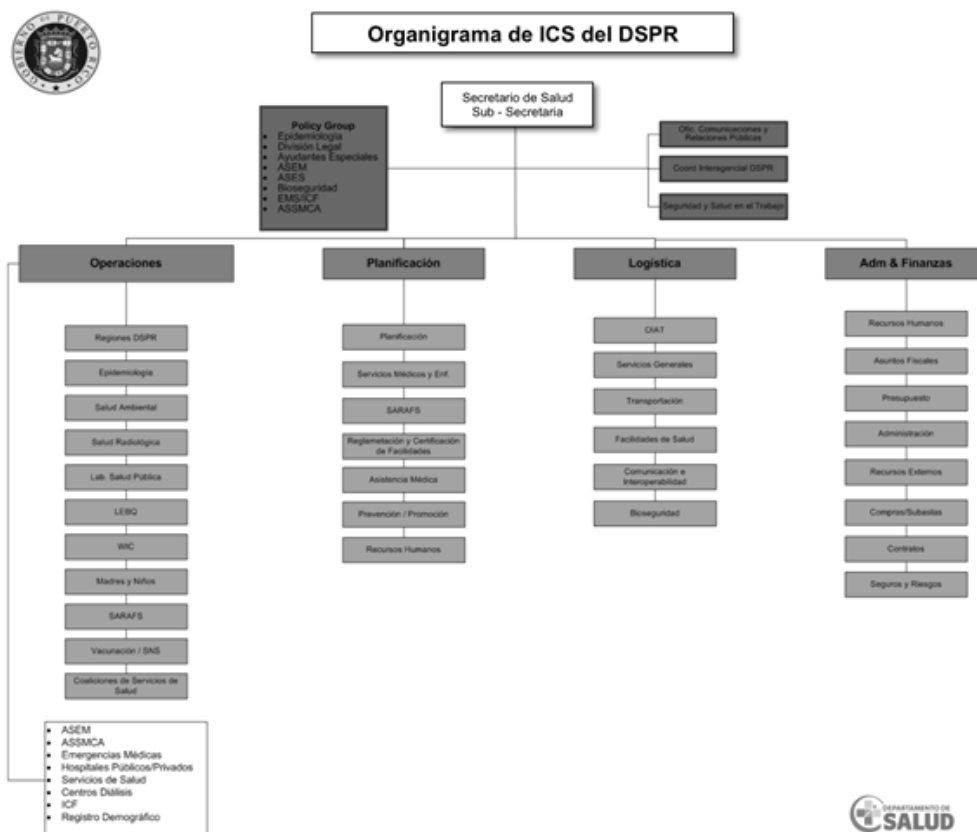 GOBIERNO DE PUERTO RICO
Organigrama de ICS del DSPR
Secretario de Salud
Sub - Secretaria
Policy Group
Epidemiología
División Legal
Ayudantes Especiales
ASEM
ASES
Bioseguridad
EMS/ICF
ASSMCA
Ofic. Comunicaciones y
Relaciones Públicas
Coord Interagencial DSPR
Seguridad y Salud en el Trabajo
Operaciones
Regiones DSPR
Epidemiología
Salud Ambiental
Salud Radiológica
Lab. Salud Pública
LEBQ
WIC
Madres y Niños
SARAFS
Vacunación / SNS
Coaliciones de Servicios de
Salud
ASEM
ASSMCA
Emergencias Médicas
Hospitales Públicos/Privados
Servicios de Salud
Centros Diálisis
ICF
Registro Demográfico
Planificación
Planificación
Servicios Médicos y Enf.
SARAFS
Reglametación y Certificación
de Facilidades
Asistencia Médica
Prevención / Promoción
Recursos Humanos
Logística
OIAT
Servicios Generales
Transportación
Facilidades de Salud
Comunicación e
Interoperabilidad
Bioseguridad
Adm & Finanzas
Recursos Humanos
Asuntos Fiscales
Presupuesto
Administración
Recursos Externos
Compras/Subastas
Contratos
Seguros y Riesgos
DEPARTAMENTO DE
SALUD